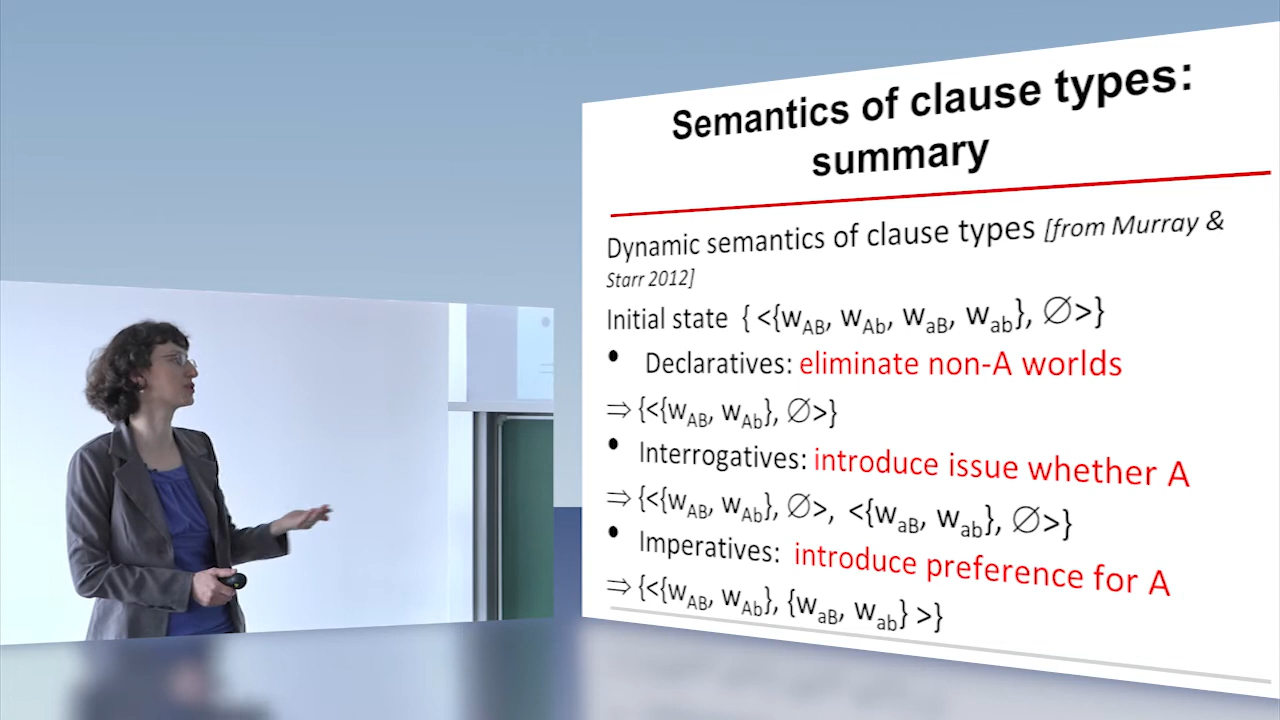 Semantics of clause types:
summary
Dynamic semantics of clause types [from Murray &
Starr 2012]
Initial state { <{w_AB, w_Ab, w_aB, w_ab}, ∅>}
• Declaratives: eliminate non-A worlds
⇒ {<{w_AB, w_Ab}, ∅>}
• Interrogatives: introduce issue whether A
⇒ {<{w_AB, w_Ab}, ∅>, <{w_aB, w_ab}, ∅>}
• Imperatives: introduce preference for A
⇒ {<{w_AB, w_Ab}, {w_aB, w_ab} >}